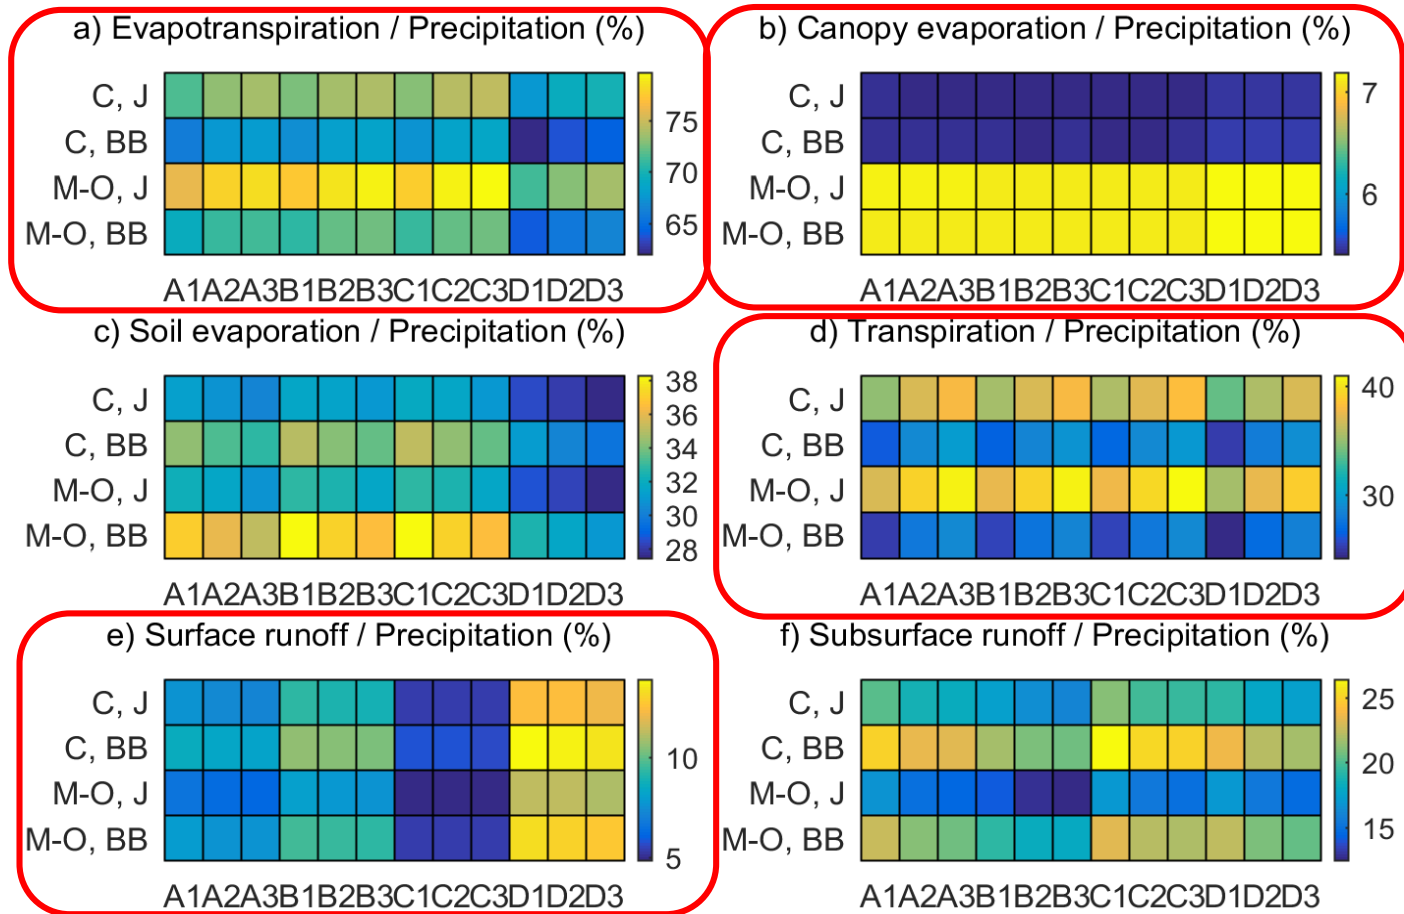 a) Evapotranspiration / Precipitation (%)
C, J
C, BB
M-O, J
M-O, BB
75
70
65
A1A2A3B1B2B3C1C2C3D1D2D3
b) Canopy evaporation / Precipitation (%)
C, J
C, BB
M-O, J
M-O, BB
7
6
A1A2A3B1B2B3C1C2C3D1D2D3
c) Soil evaporation / Precipitation (%)
C, J
C, BB
M-O, J
M-O, BB
38
36
34
32
30
28
A1A2A3B1B2B3C1C2C3D1D2D3
d) Transpiration / Precipitation (%)
C, J
C, BB
M-O, J
M-O, BB
40
30
A1A2A3B1B2B3C1C2C3D1D2D3
e) Surface runoff / Precipitation (%)
C, J
C, BB
M-O, J
M-O, BB
10
5
A1A2A3B1B2B3C1C2C3D1D2D3
f) Subsurface runoff / Precipitation (%)
C, J
C, BB
M-O, J
M-O, BB
25
20
15
A1A2A3B1B2B3C1C2C3D1D2D3